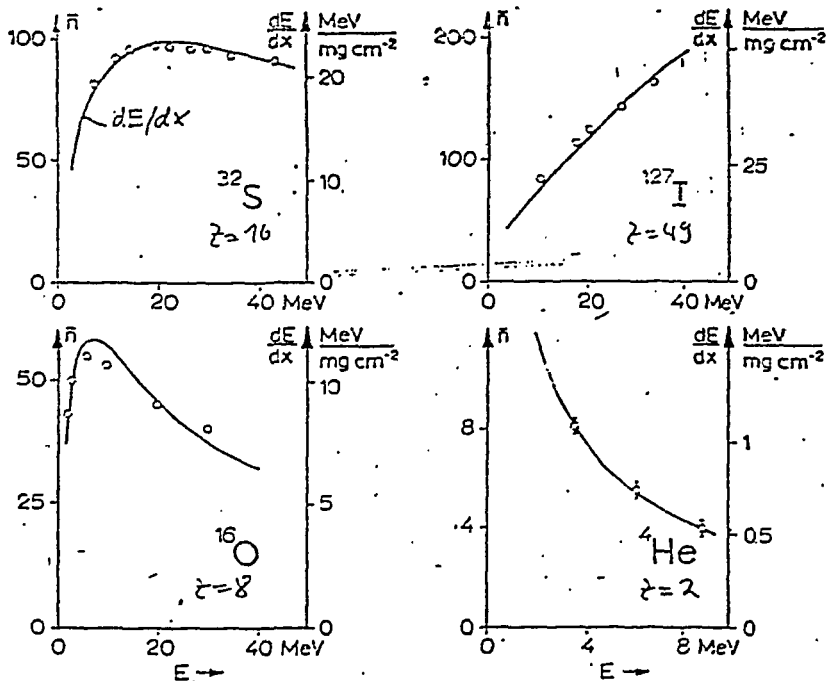 n̄
dE/dx MeV/mg cm⁻²
100
50
0
20
10
0
dE/dx
³²S
z=16
0 20 40 MeV
n̄
dE/dx MeV/mg cm⁻²
200
100
0
25
0
¹²⁷I
z=49
0 20 40 MeV
n̄
dE/dx MeV/mg cm⁻²
50
25
0
10
5
0
¹⁶O
z=8
0 20 40 MeV
E →
n̄
dE/dx MeV/mg cm⁻²
8
4
0
1
0.5
0
⁴He
z=2
0 4 8 MeV
E →